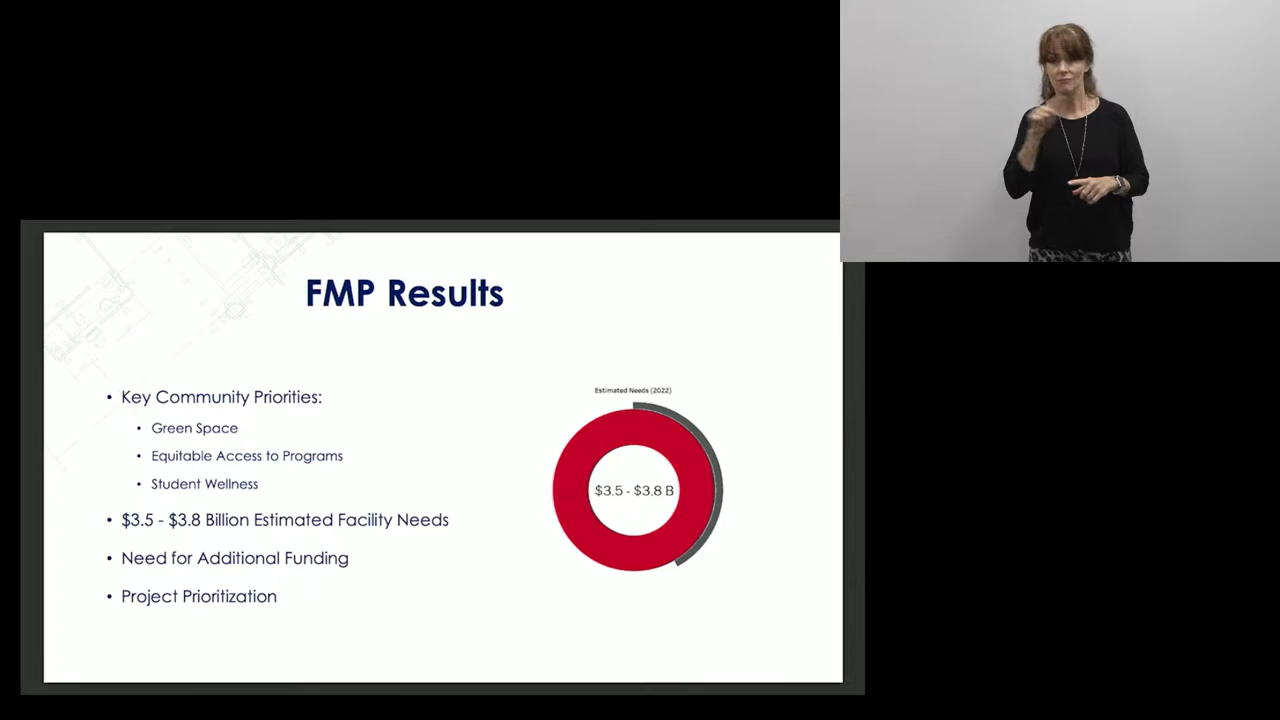 FMP Results
• Key Community Priorities:
• Green Space
• Equitable Access to Programs
• Student Wellness
• $3.5 - $3.8 Billion Estimated Facility Needs
• Need for Additional Funding
• Project Prioritization
Estimated Needs (2022)
$3.5 - $3.8 B